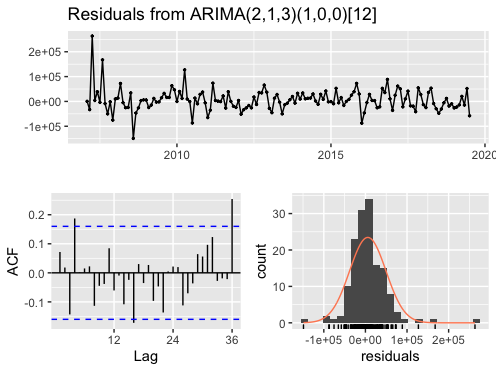 Residuals from ARIMA(2,1,3)(1,0,0)[12]
2e+05
1e+05
0e+00
-1e+05
2010
2015
2020
0.2
0.1
0.0
-0.1
ACF
12
24
36
Lag
30
20
10
0
count
-1e+05
0e+00
1e+05
2e+05
residuals